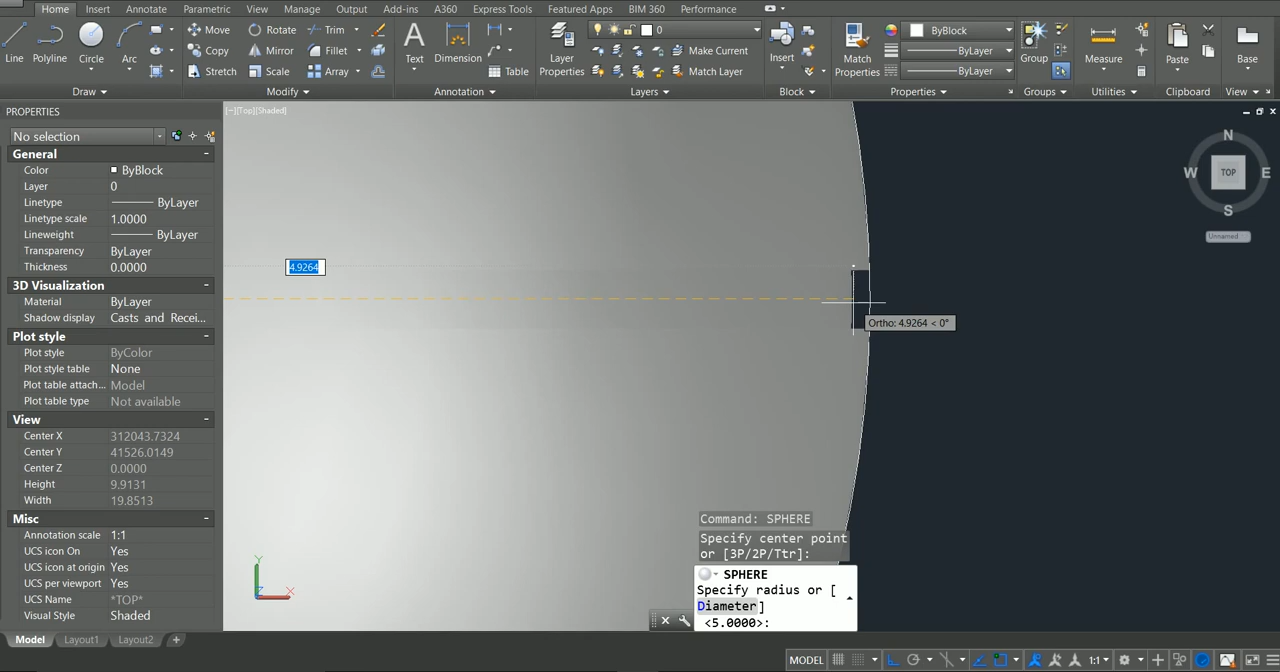 Home Insert Annotate Parametric View Manage Output Add-ins A360 Express Tools Featured Apps BIM 360 Performance
Line Polyline Circle Arc
Move Rotate Trim
Copy Mirror Fillet
Stretch Scale Array
Text Dimension Table
Layer Properties
0
Make Current
Match Layer
Insert
Match Properties
ByBlock
ByLayer
ByLayer
Group
Measure
Paste
Base
Draw Modify Annotation Layers Block Properties Groups Utilities Clipboard View
PROPERTIES
No selection
General
Color ByBlock
Layer 0
Linetype ByLayer
Linetype scale 1.0000
Lineweight ByLayer
Transparency ByLayer
Thickness 0.0000
3D Visualization
Material ByLayer
Shadow display Casts and Recei...
Plot style
Plot style ByColor
Plot style table None
Plot table attach... Model
Plot table type Not available
View
Center X 312043.7324
Center Y 41526.0149
Center Z 0.0000
Height 9.9131
Width 19.8513
Misc
Annotation scale 1:1
UCS icon On Yes
UCS icon at origin Yes
UCS per viewport Yes
UCS Name *TOP*
Visual Style Shaded
[−][Top][Shaded]
N
W TOP E
S
Unnamed
4.9264
Ortho: 4.9264 < 0°
Command: SPHERE
Specify center point
or [3P/2P/Ttr]:
SPHERE
Specify radius or [
Diameter]
<5.0000>:
Y
X
Z
Model Layout1 Layout2 +
MODEL 1:1